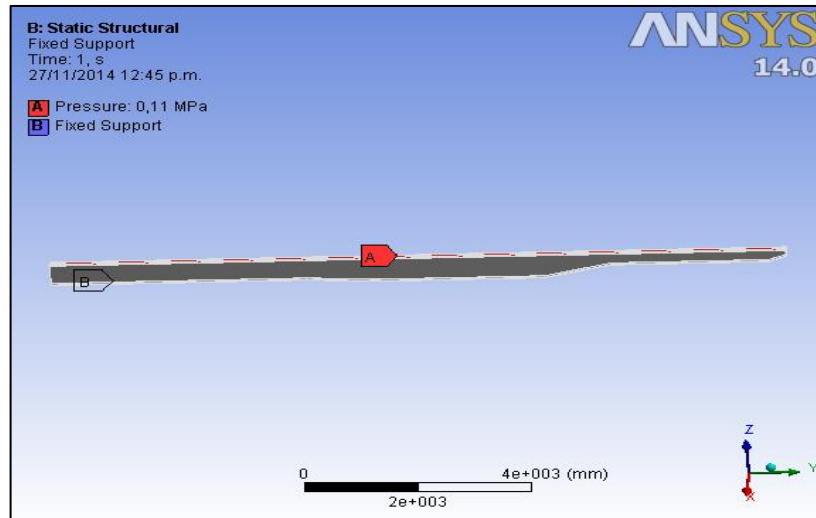 B: Static Structural
Fixed Support
Time: 1, s
27/11/2014 12:45 p.m.
A Pressure: 0,11 MPa
B Fixed Support
ANSYS
14.0
A
B
0 4e+003 (mm)
2e+003
Z
Y
X